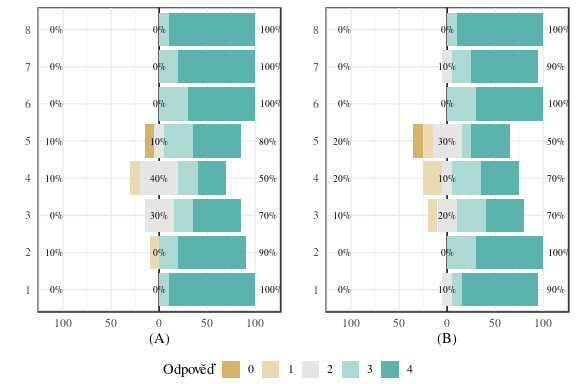 8 0% 0% 100% 8 0% 0% 100%
7 0% 0% 100% 7 0% 10% 90%
6 0% 0% 100% 6 0% 0% 100%
5 10% 10% 80% 5 20% 30% 50%
4 10% 40% 50% 4 20% 10% 70%
3 0% 30% 70% 3 10% 20% 70%
2 10% 0% 90% 2 0% 0% 100%
1 0% 0% 100% 1 0% 10% 90%
100 50 0 50 100 100 50 0 50 100
(A) (B)
Odpověď 0 1 2 3 4